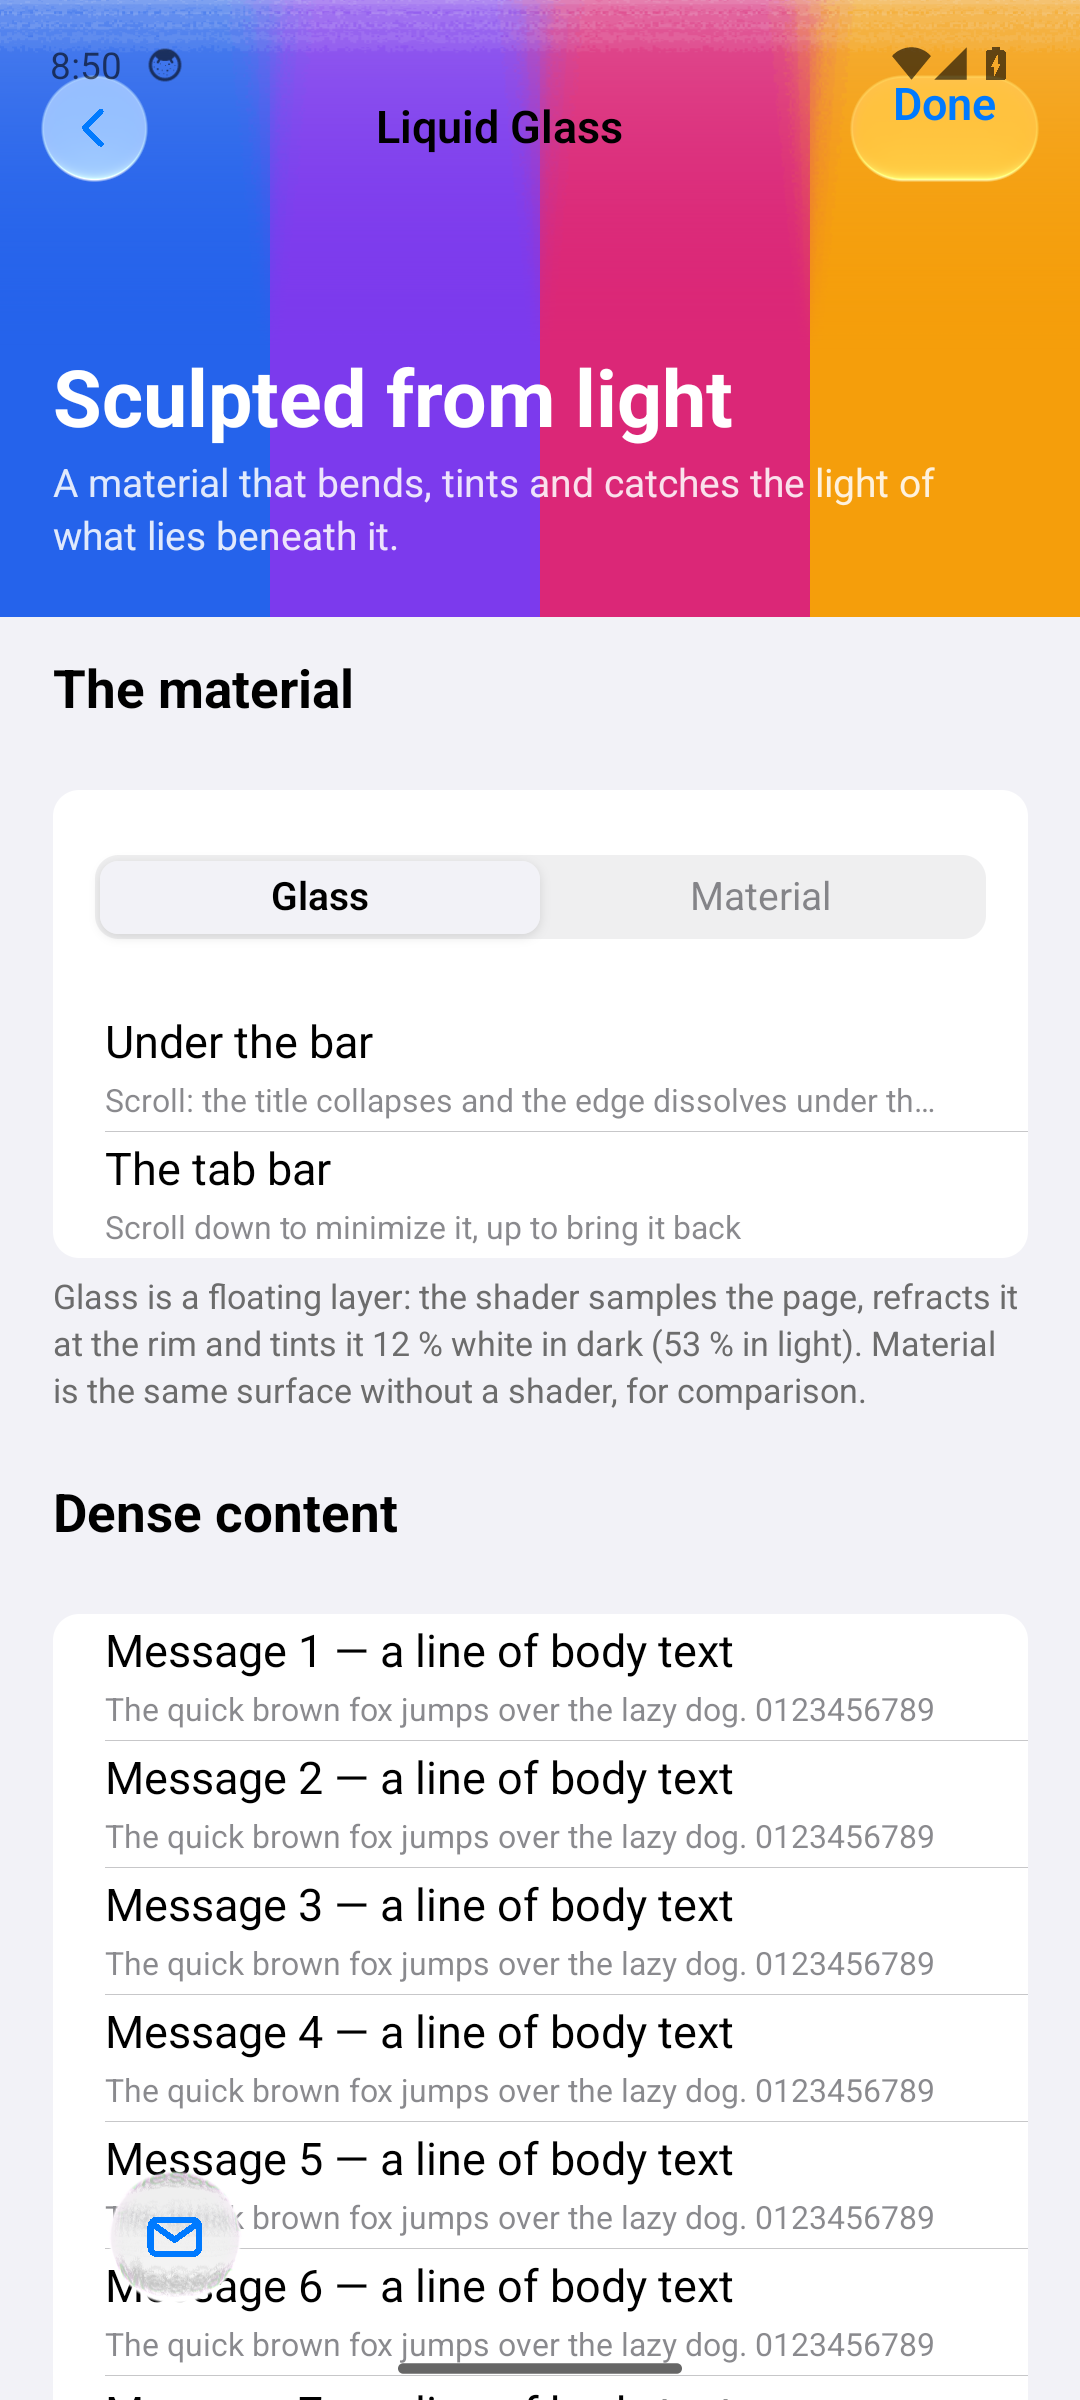 8:50
Done
Liquid Glass
Sculpted from light
A material that bends, tints and catches the light of
what lies beneath it.
The material
Glass
Material
Under the bar
Scroll: the title collapses and the edge dissolves under th…
The tab bar
Scroll down to minimize it, up to bring it back
Glass is a floating layer: the shader samples the page, refracts it
at the rim and tints it 12 % white in dark (53 % in light). Material
is the same surface without a shader, for comparison.
Dense content
Message 1 — a line of body text
The quick brown fox jumps over the lazy dog. 0123456789
Message 2 — a line of body text
The quick brown fox jumps over the lazy dog. 0123456789
Message 3 — a line of body text
The quick brown fox jumps over the lazy dog. 0123456789
Message 4 — a line of body text
The quick brown fox jumps over the lazy dog. 0123456789
Message 5 — a line of body text
brown fox jumps over the lazy dog. 0123456789
6 — a line of body text
The quick brown fox jumps over the lazy dog. 0123456789